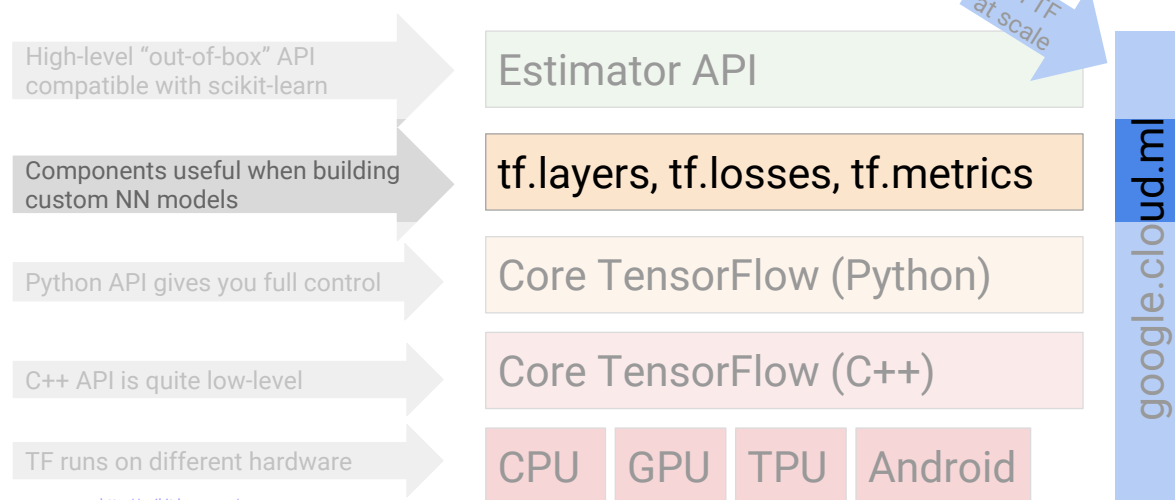 TF
at scale
High-level “out-of-box” API
compatible with scikit-learn
Estimator API
Components useful when building
custom NN models
tf.layers, tf.losses, tf.metrics
Python API gives you full control
Core TensorFlow (Python)
C++ API is quite low-level
Core TensorFlow (C++)
TF runs on different hardware
CPU
GPU
TPU
Android
google.cloud.ml